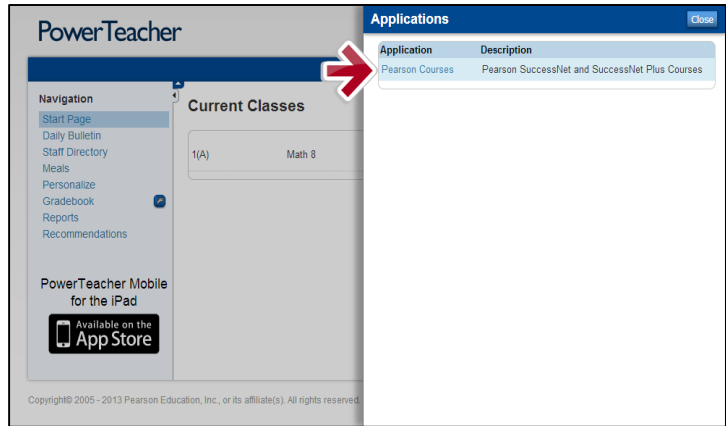 PowerTeacher
Navigation
Start Page
Daily Bulletin
Staff Directory
Meals
Personalize
Gradebook
Reports
Recommendations
PowerTeacher Mobile
for the iPad
Available on the
App Store
Current Classes
1(A) Math 8
Copyright© 2005 - 2013 Pearson Education, Inc., or its affiliate(s). All rights reserved.
Applications
Close
Application Description
Pearson Courses Pearson SuccessNet and SuccessNet Plus Courses